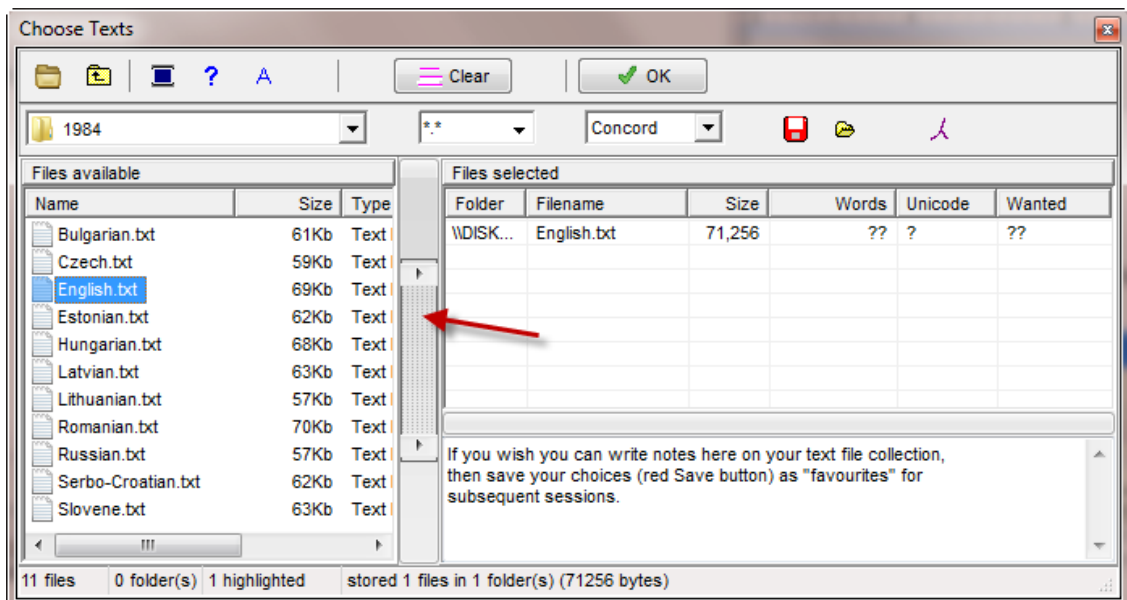 Choose Texts
? A Clear OK
1984 *.* Concord
Files available
Name Size Type
Bulgarian.txt 61Kb Text
Czech.txt 59Kb Text
English.txt 69Kb Text
Estonian.txt 62Kb Text
Hungarian.txt 68Kb Text
Latvian.txt 63Kb Text
Lithuanian.txt 57Kb Text
Romanian.txt 70Kb Text
Russian.txt 57Kb Text
Serbo-Croatian.txt 62Kb Text
Slovene.txt 63Kb Text
Files selected
Folder Filename Size Words Unicode Wanted
\\DISK... English.txt 71,256 ?? ? ??
If you wish you can write notes here on your text file collection,
then save your choices (red Save button) as "favourites" for
subsequent sessions.
11 files 0 folder(s) 1 highlighted stored 1 files in 1 folder(s) (71256 bytes)